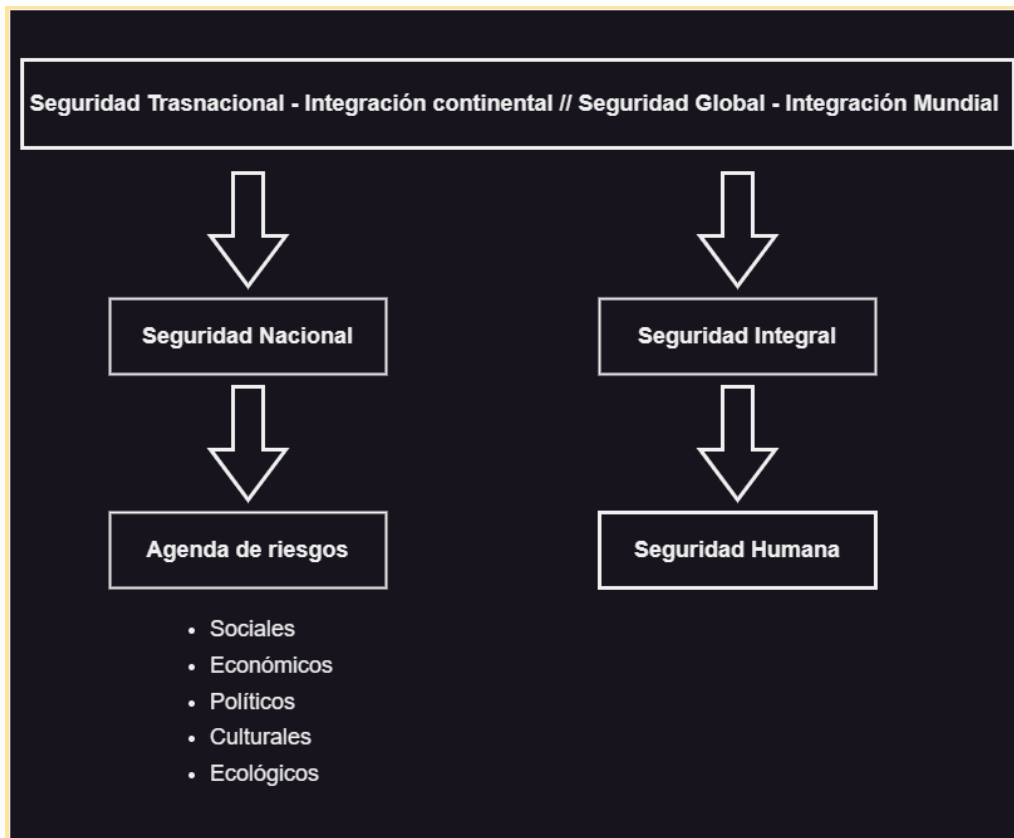 Seguridad Trasnacional - Integración continental // Seguridad Global - Integración Mundial
Seguridad Nacional
Seguridad Integral
Agenda de riesgos
Seguridad Humana
• Sociales
• Económicos
• Políticos
• Culturales
• Ecológicos